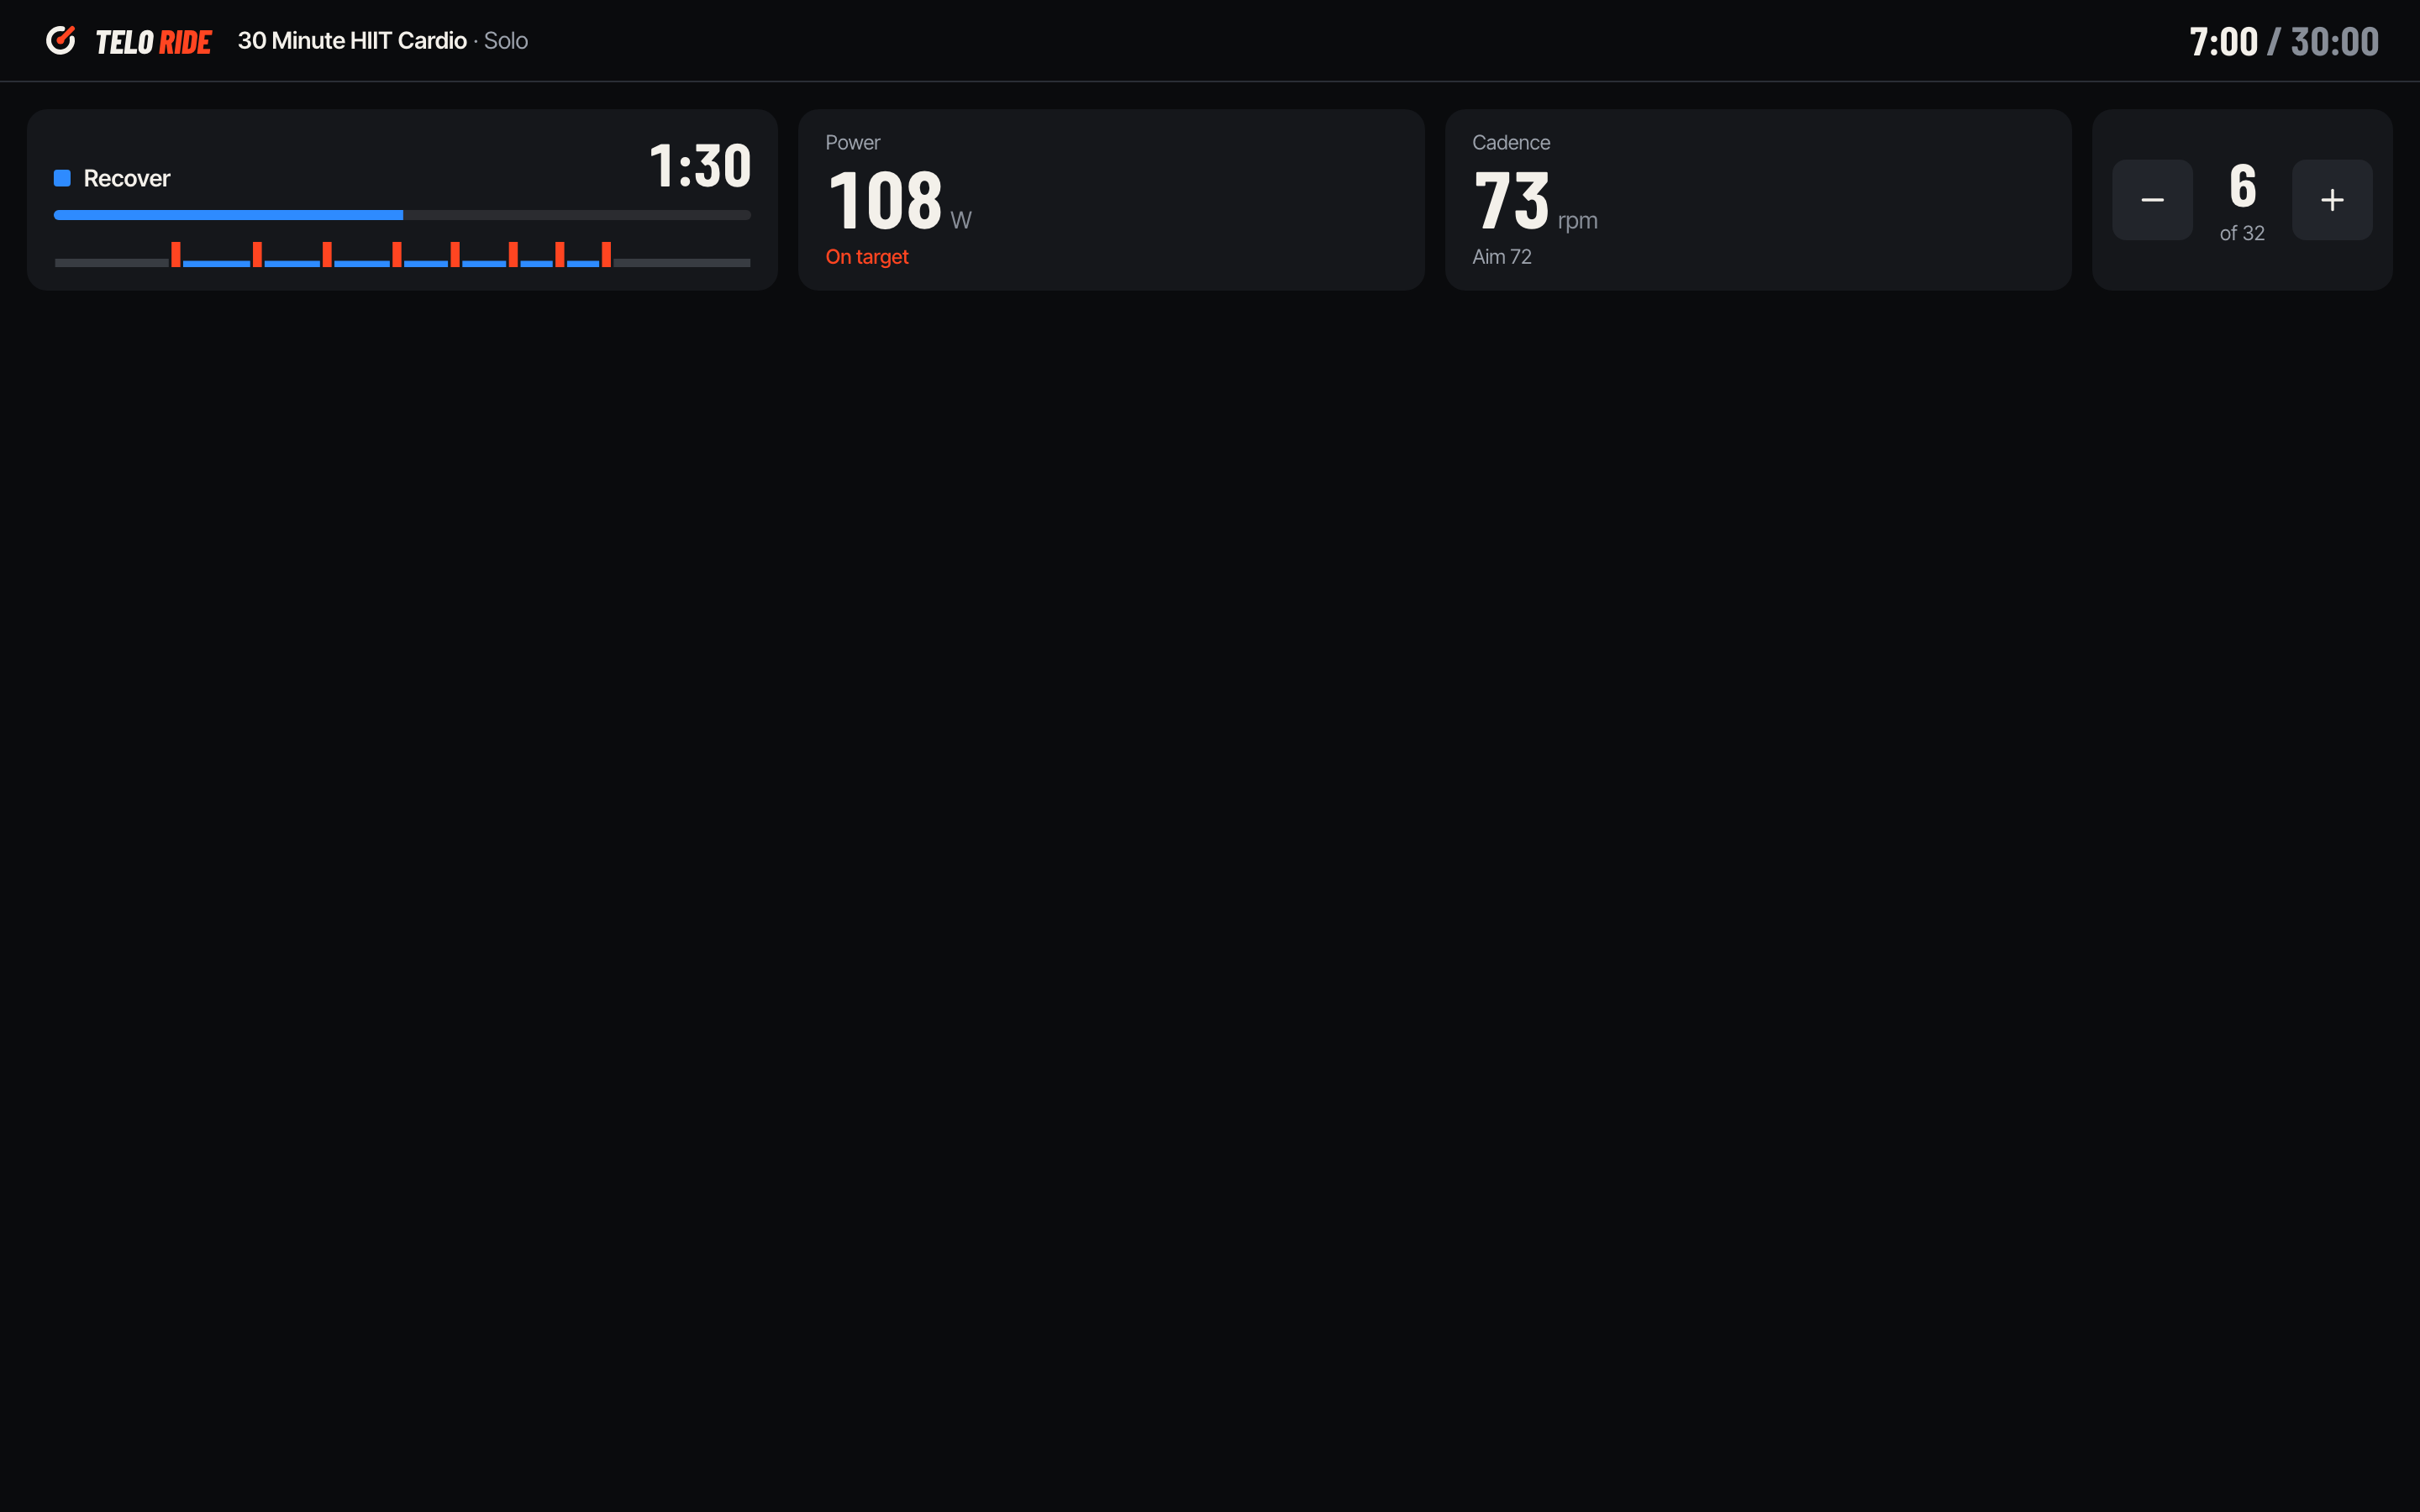 TELO RIDE 30 Minute HIIT Cardio · Solo
7:00 / 30:00
Recover 1:30
Power
108 W
On target
Cadence
73 rpm
Aim 72
− 6 +
of 32